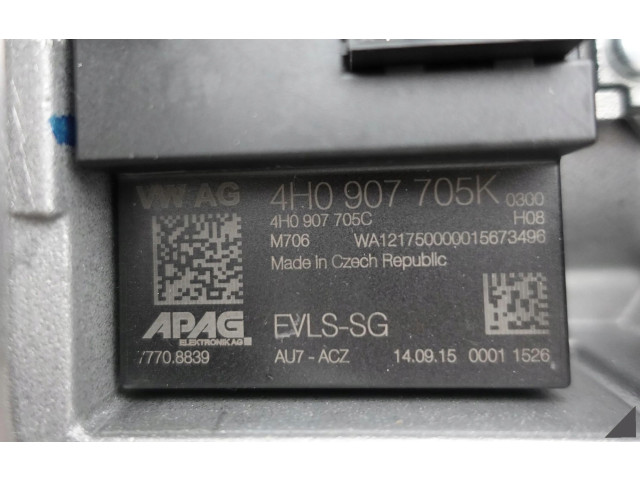 VW AG 4H0 907 705K 0300
4H0 907 705C H08
M706 WA121750000015673496
Made in Czech Republic
APAG EVLS-SG
ELEKTRONIK AG
7770.8839 AU7 - ACZ 14.09.15 0001 1526